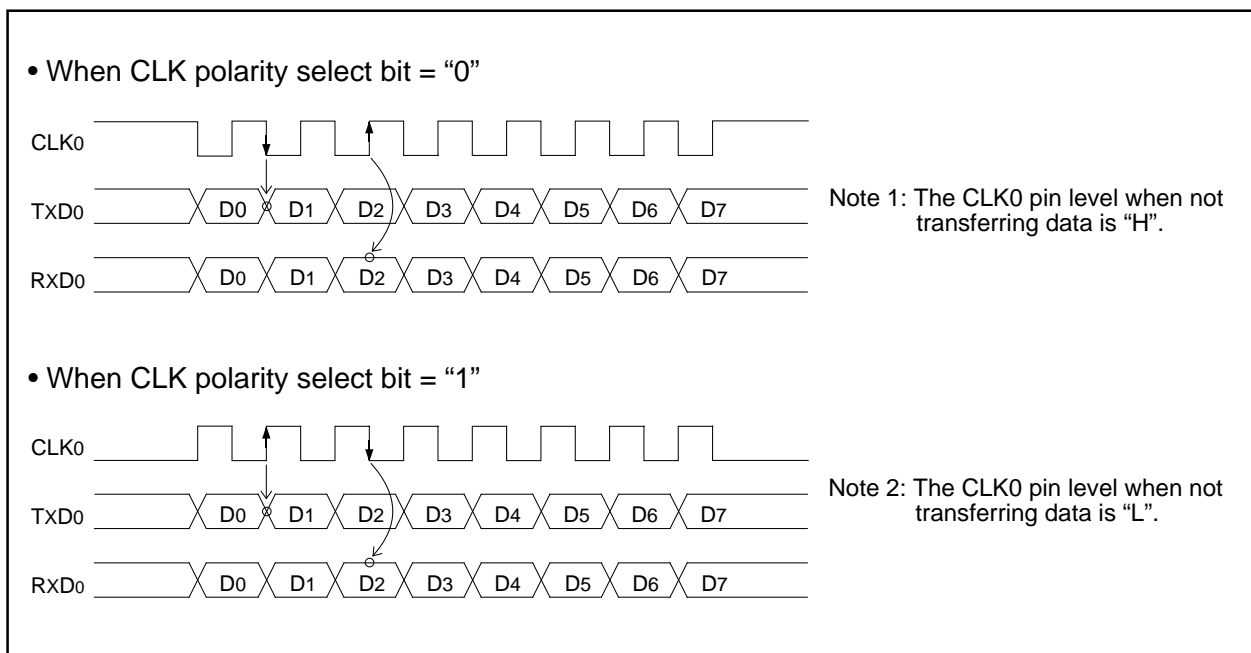 • When CLK polarity select bit = “0”
CLK0
TXD0
D0 D1 D2 D3 D4 D5 D6 D7
RXD0
D0 D1 D2 D3 D4 D5 D6 D7
Note 1: The CLK0 pin level when not
transferring data is “H”.
• When CLK polarity select bit = “1”
CLK0
TXD0
D0 D1 D2 D3 D4 D5 D6 D7
RXD0
D0 D1 D2 D3 D4 D5 D6 D7
Note 2: The CLK0 pin level when not
transferring data is “L”.